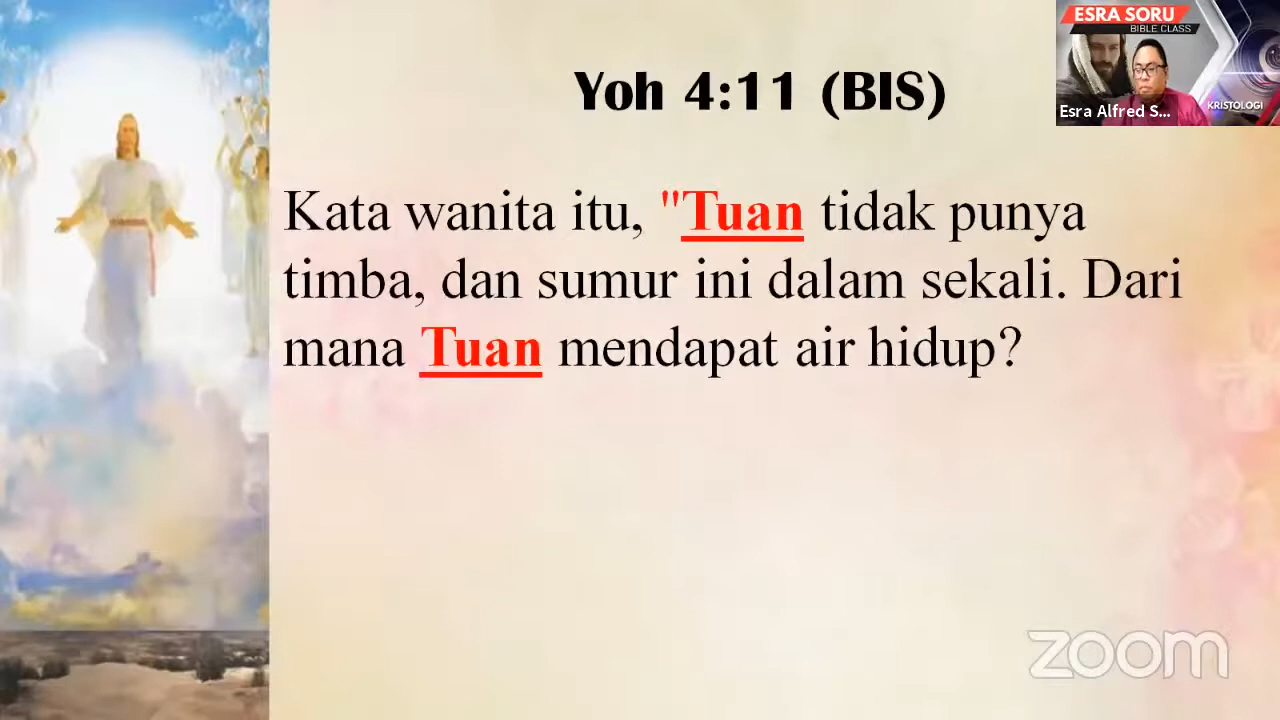 ESRA SORU
BIBLE CLASS
KRISTOLOGI
Esra Alfred S...
Yoh 4:11 (BIS)
Kata wanita itu, "Tuan tidak punya
timba, dan sumur ini dalam sekali. Dari
mana Tuan mendapat air hidup?
zoom